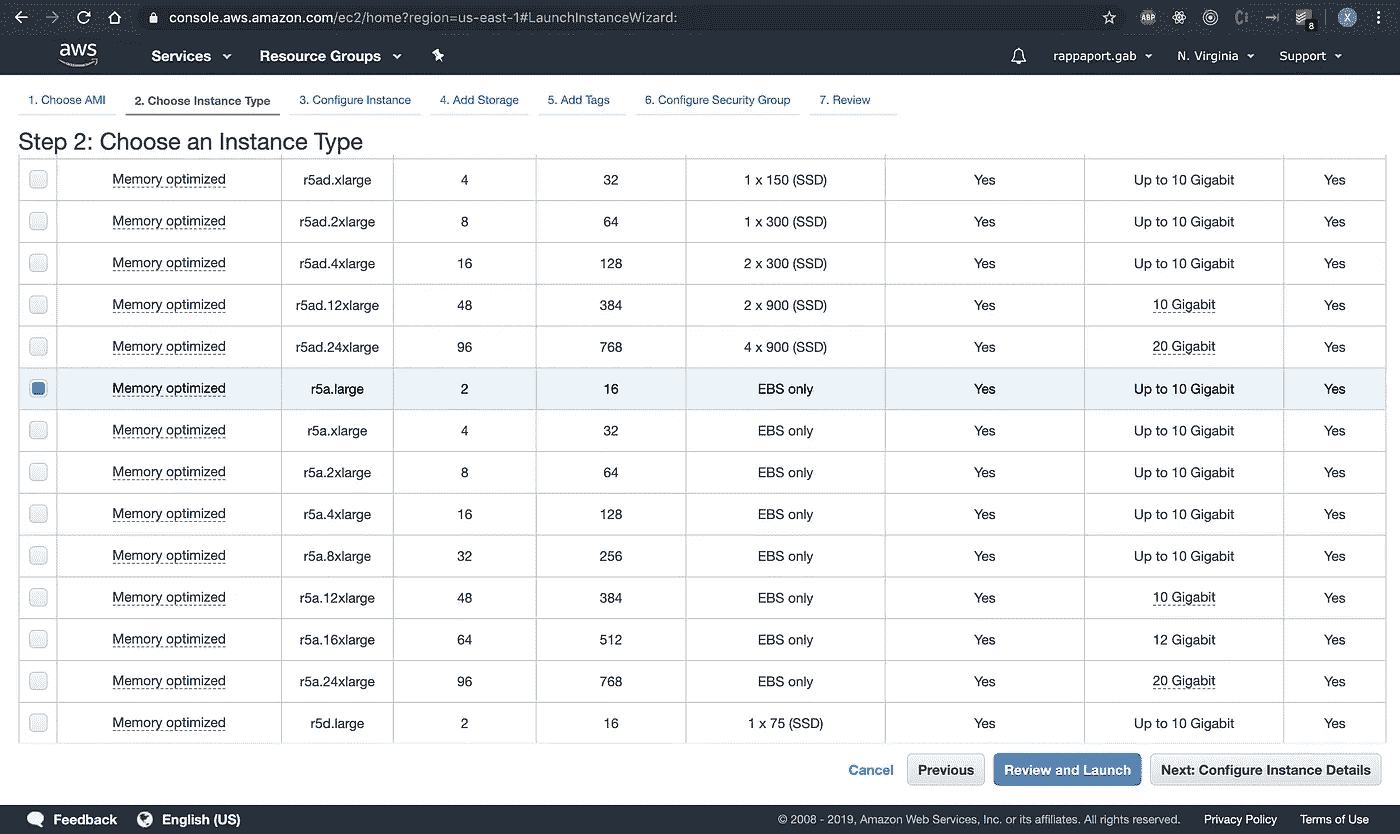 console.aws.amazon.com/ec2/home?region=us-east-1#LaunchInstanceWizard:
ABP
8
X
aws Services Resource Groups rappaport.gab N. Virginia Support
1. Choose AMI 2. Choose Instance Type 3. Configure Instance 4. Add Storage 5. Add Tags 6. Configure Security Group 7. Review
Step 2: Choose an Instance Type
Memory optimized r5ad.xlarge 4 32 1 x 150 (SSD) Yes Up to 10 Gigabit Yes
Memory optimized r5ad.2xlarge 8 64 1 x 300 (SSD) Yes Up to 10 Gigabit Yes
Memory optimized r5ad.4xlarge 16 128 2 x 300 (SSD) Yes Up to 10 Gigabit Yes
Memory optimized r5ad.12xlarge 48 384 2 x 900 (SSD) Yes 10 Gigabit Yes
Memory optimized r5ad.24xlarge 96 768 4 x 900 (SSD) Yes 20 Gigabit Yes
Memory optimized r5a.large 2 16 EBS only Yes Up to 10 Gigabit Yes
Memory optimized r5a.xlarge 4 32 EBS only Yes Up to 10 Gigabit Yes
Memory optimized r5a.2xlarge 8 64 EBS only Yes Up to 10 Gigabit Yes
Memory optimized r5a.4xlarge 16 128 EBS only Yes Up to 10 Gigabit Yes
Memory optimized r5a.8xlarge 32 256 EBS only Yes Up to 10 Gigabit Yes
Memory optimized r5a.12xlarge 48 384 EBS only Yes 10 Gigabit Yes
Memory optimized r5a.16xlarge 64 512 EBS only Yes 12 Gigabit Yes
Memory optimized r5a.24xlarge 96 768 EBS only Yes 20 Gigabit Yes
Memory optimized r5d.large 2 16 1 x 75 (SSD) Yes Up to 10 Gigabit Yes
Cancel Previous Review and Launch Next: Configure Instance Details
Feedback English (US) © 2008 - 2019, Amazon Web Services, Inc. or its affiliates. All rights reserved. Privacy Policy Terms of Use